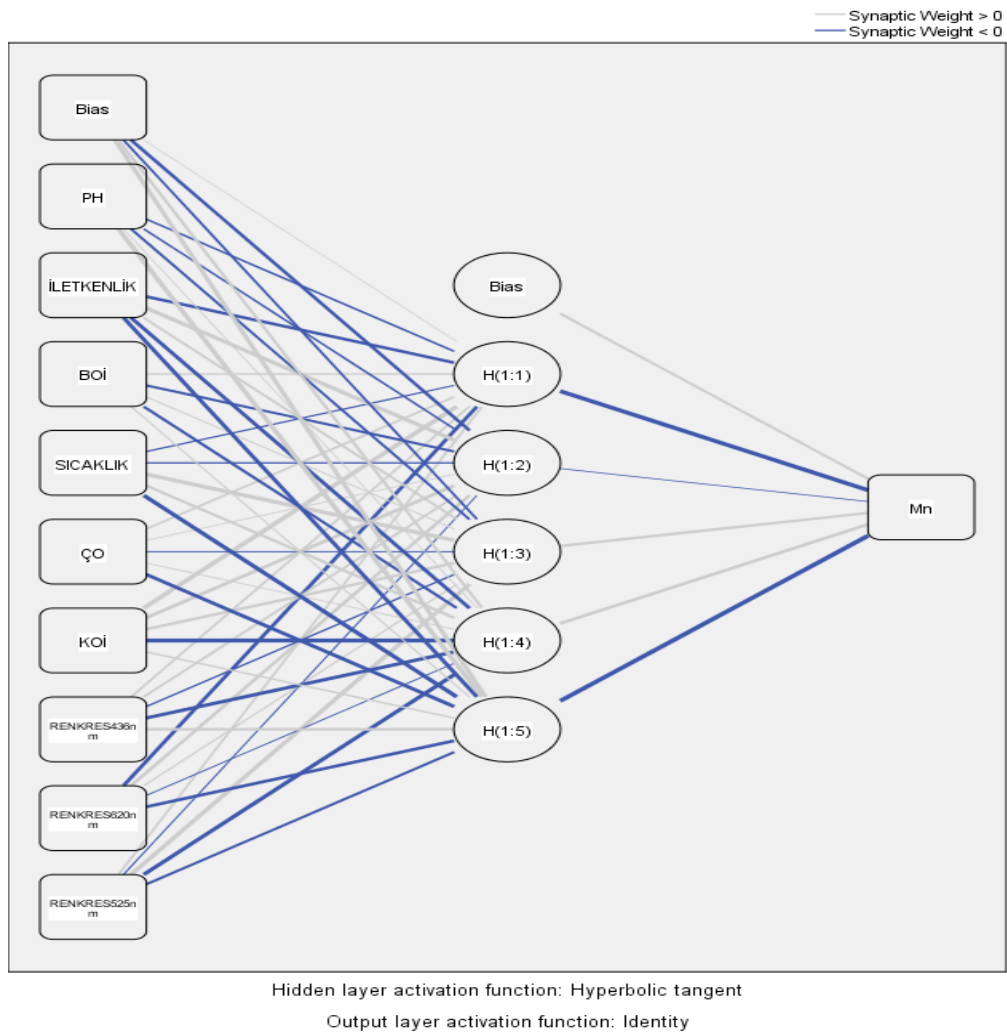 Synaptic Weight > 0
Synaptic Weight < 0
Bias
PH
İLETKENLİK
BOİ
SICAKLIK
ÇO
KOİ
RENKRES436n
m
RENKRES620n
m
RENKRES525n
m
Bias
H(1:1)
H(1:2)
H(1:3)
H(1:4)
H(1:5)
Mn
Hidden layer activation function: Hyperbolic tangent
Output layer activation function: Identity